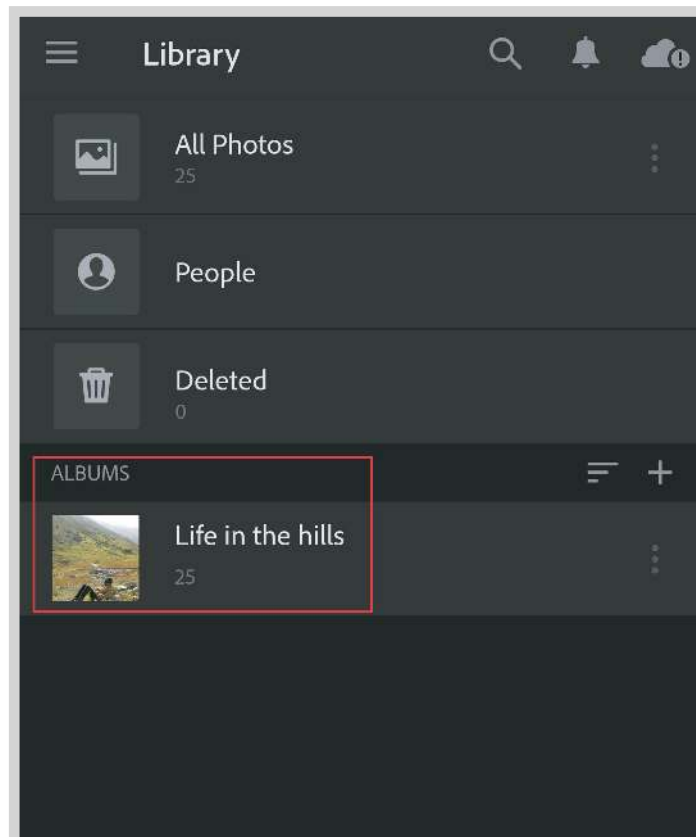 Library
All Photos
25
People
Deleted
0
ALBUMS
Life in the hills
25